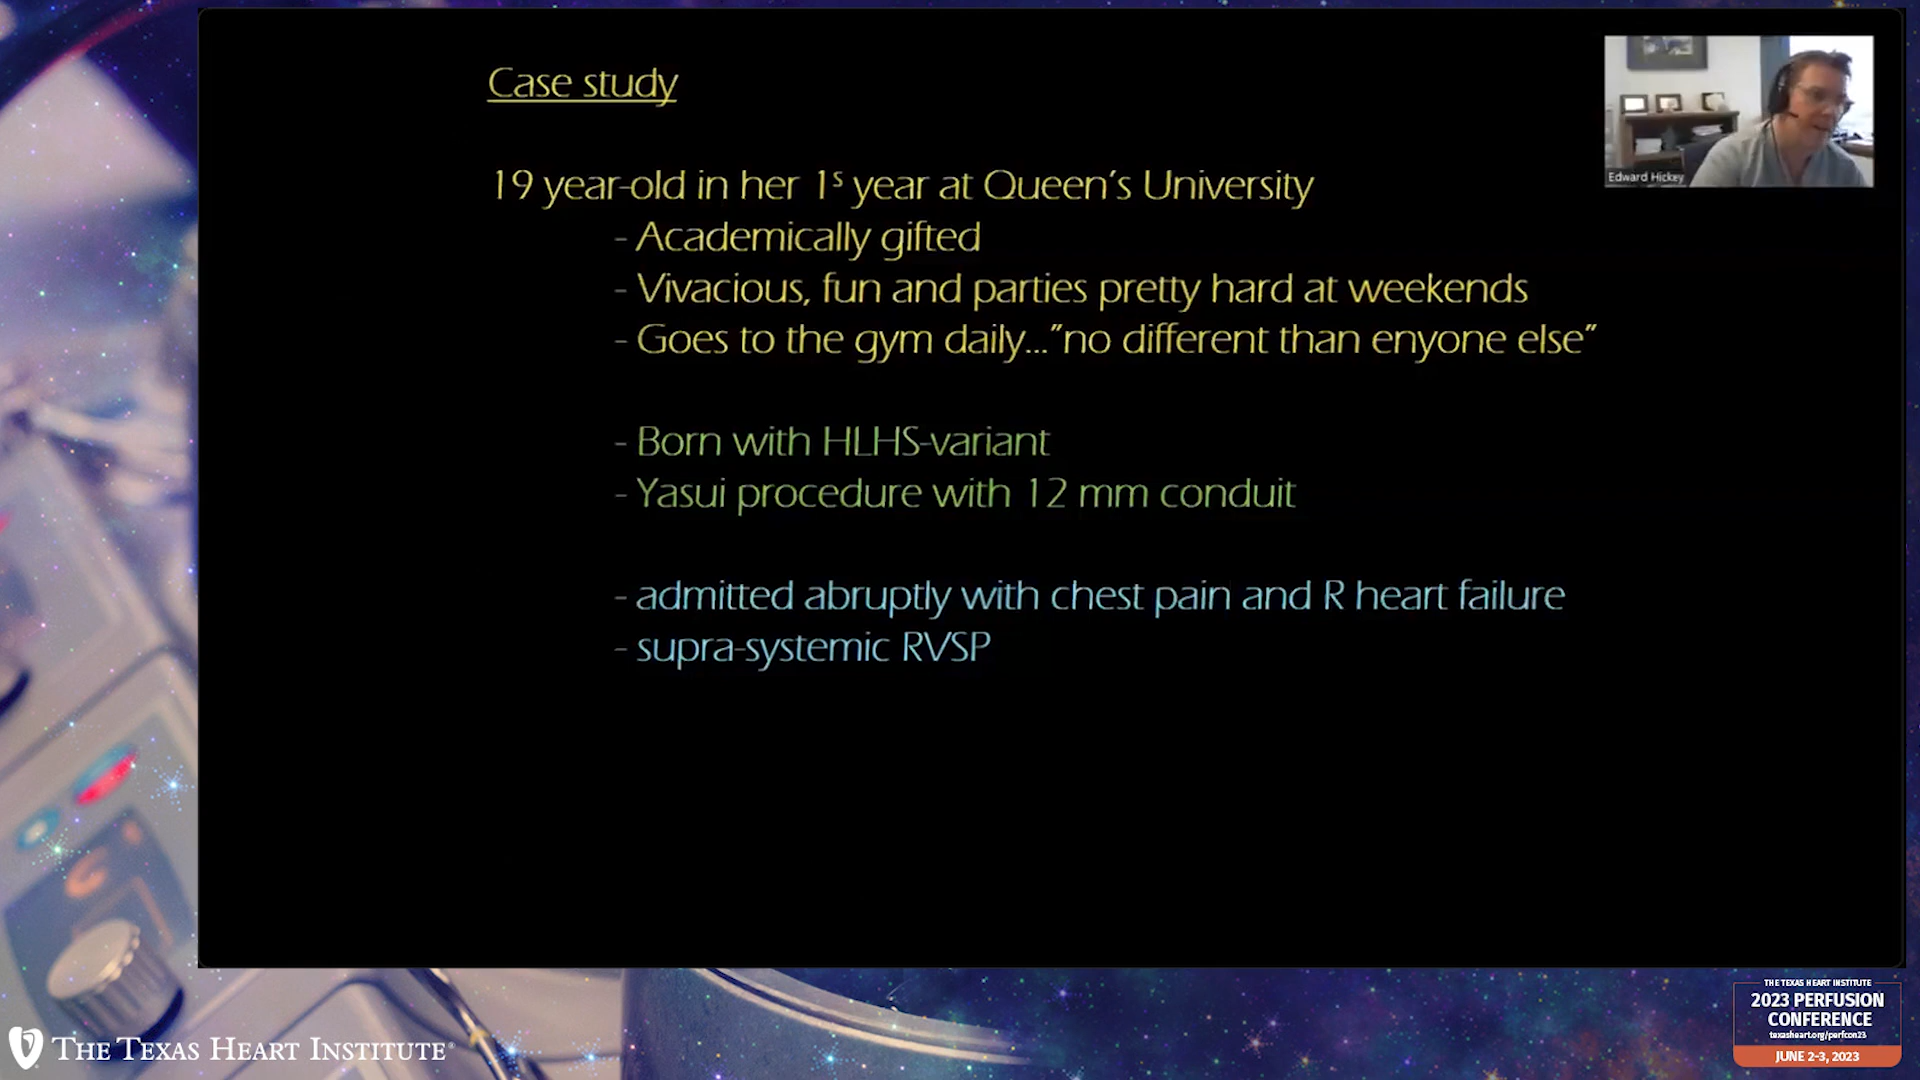 Case study
19 year-old in her 1s year at Queen's University
- Academically gifted
- Vivacious, fun and parties pretty hard at weekends
- Goes to the gym daily..."no different than enyone else"
- Born with HLHS-variant
- Yasui procedure with 12 mm conduit
- admitted abruptly with chest pain and R heart failure
- supra-systemic RVSP
Edward Hickey
THE TEXAS HEART INSTITUTE®
THE TEXAS HEART INSTITUTE
2023 PERFUSION
CONFERENCE
texasheart.org/perfcon23
JUNE 2-3, 2023